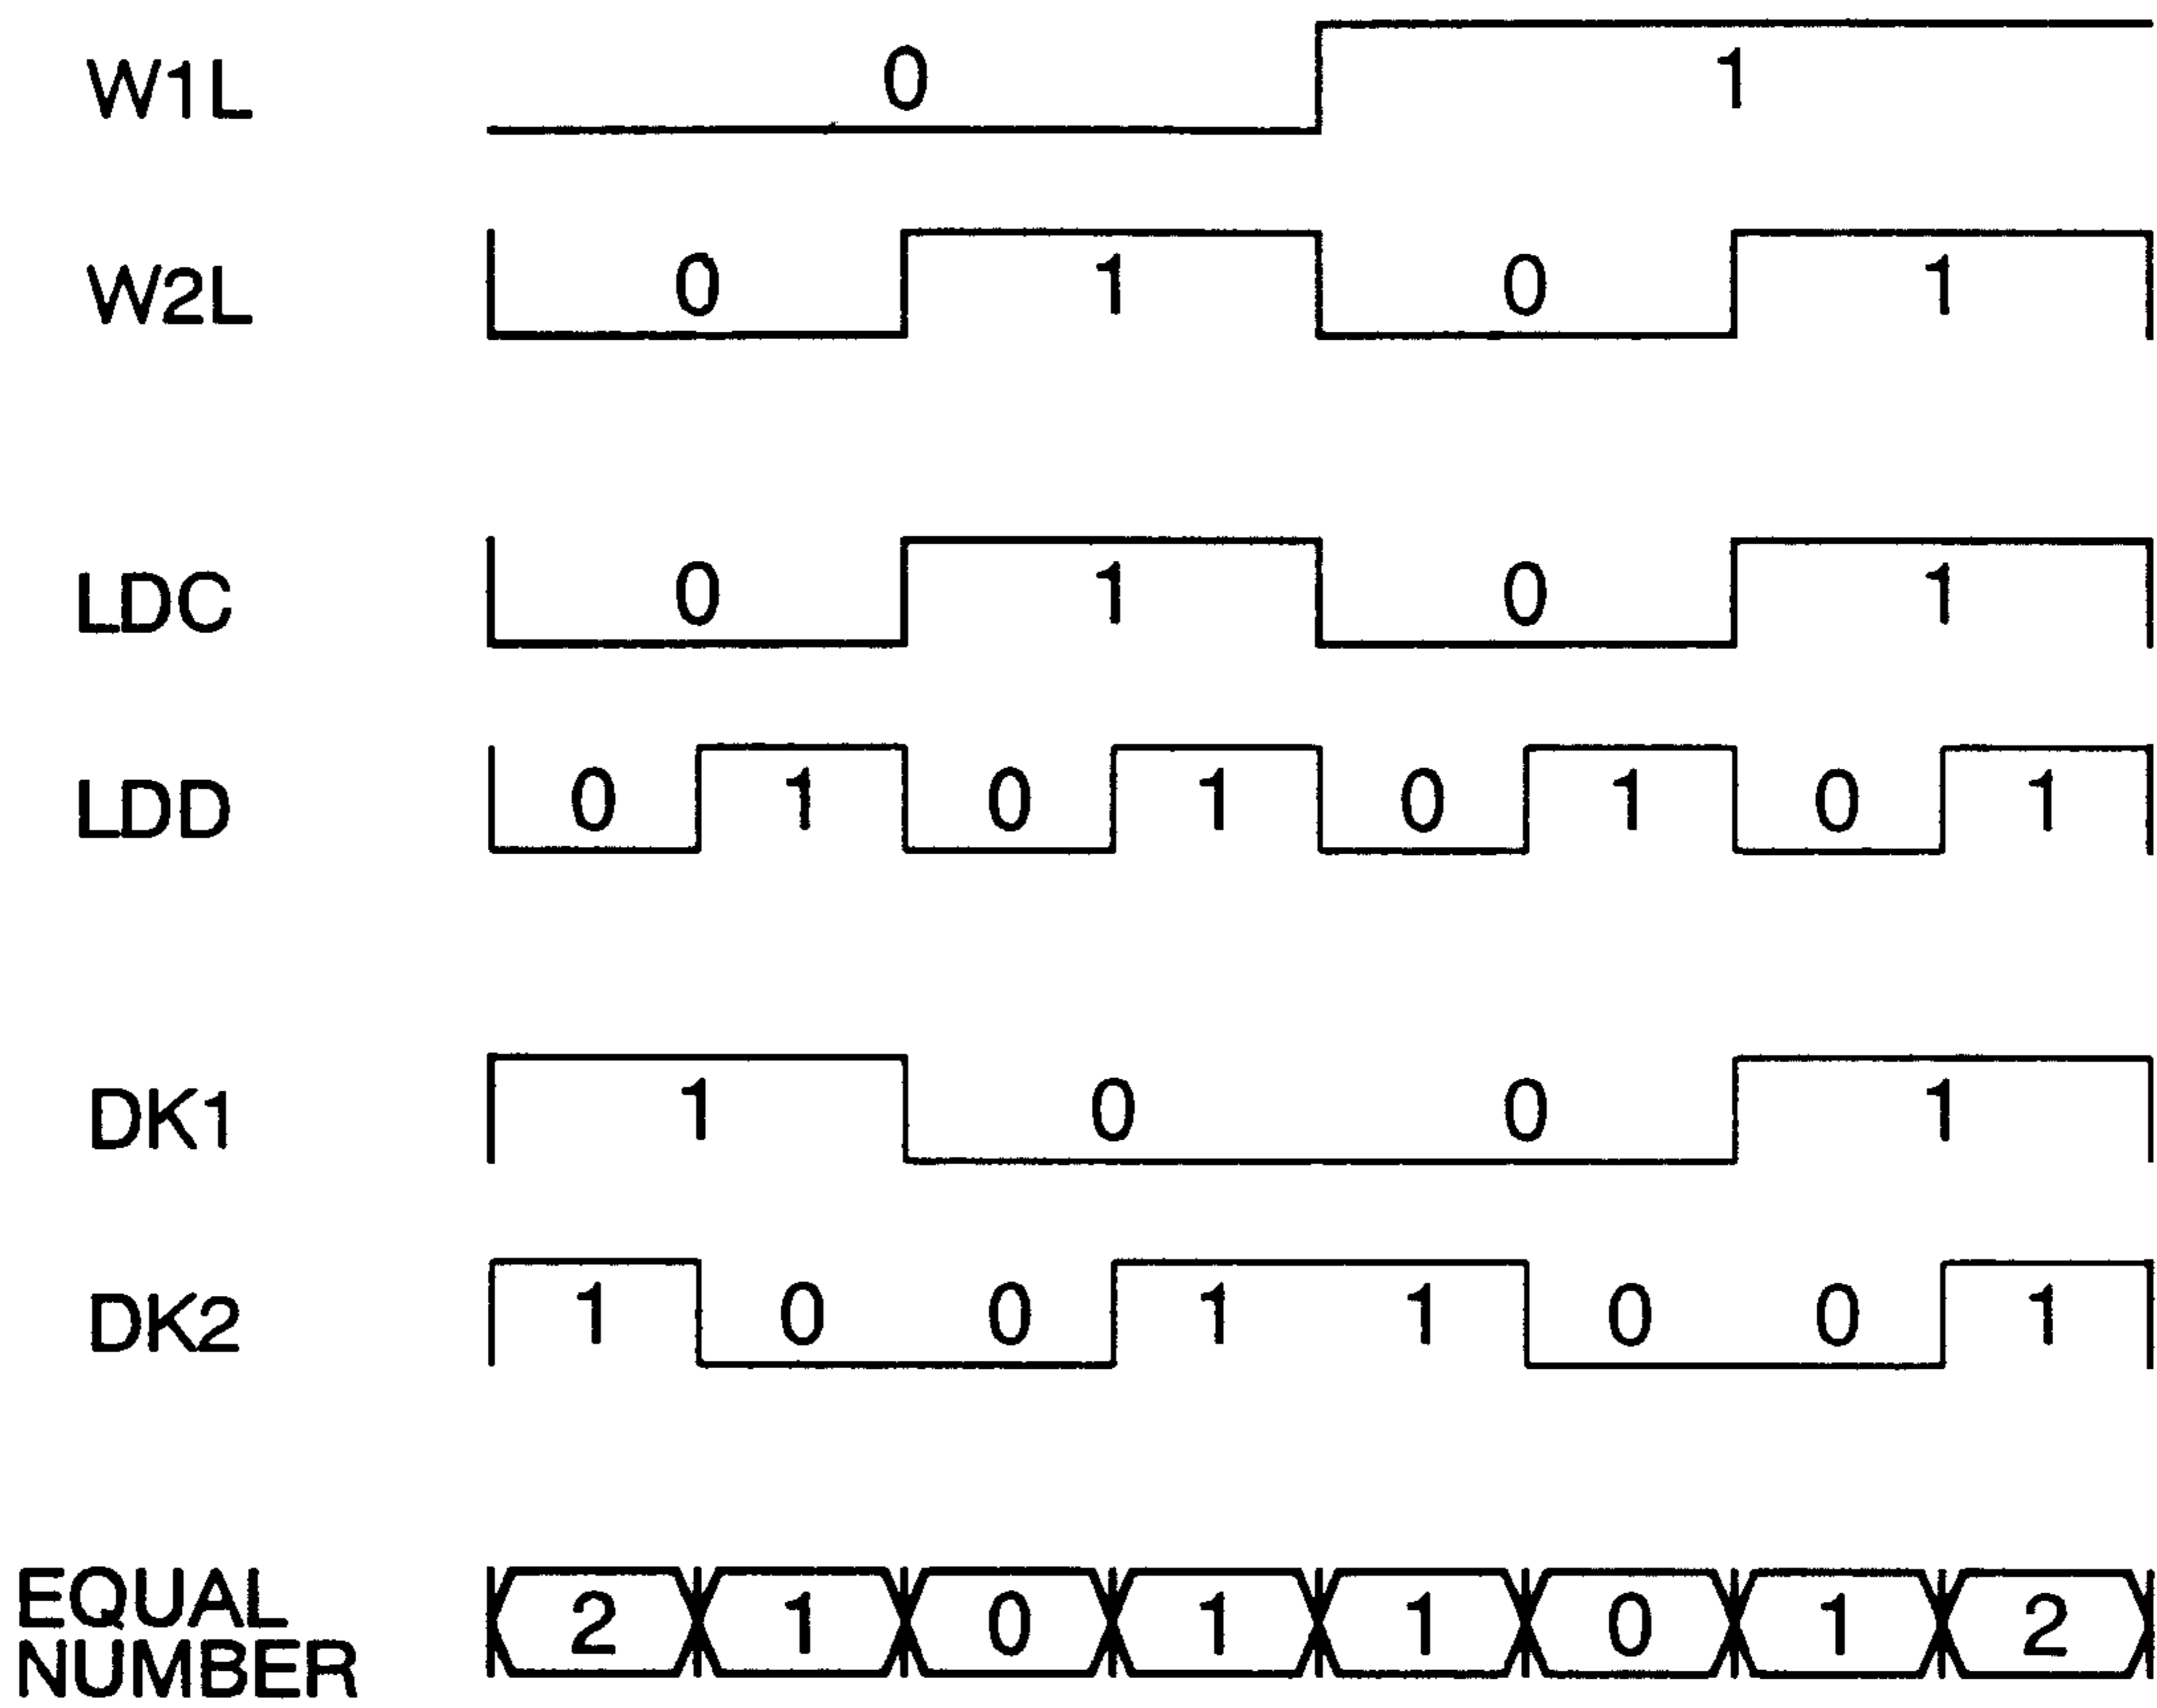 W1L 0 1
W2L 0 1 0 1
LDC 0 1 0 1
LDD 0 1 0 1 0 1 0 1
DK1 1 0 0 1
DK2 1 0 0 1 1 0 0 1
EQUAL
NUMBER 2 1 0 1 1 0 1 2